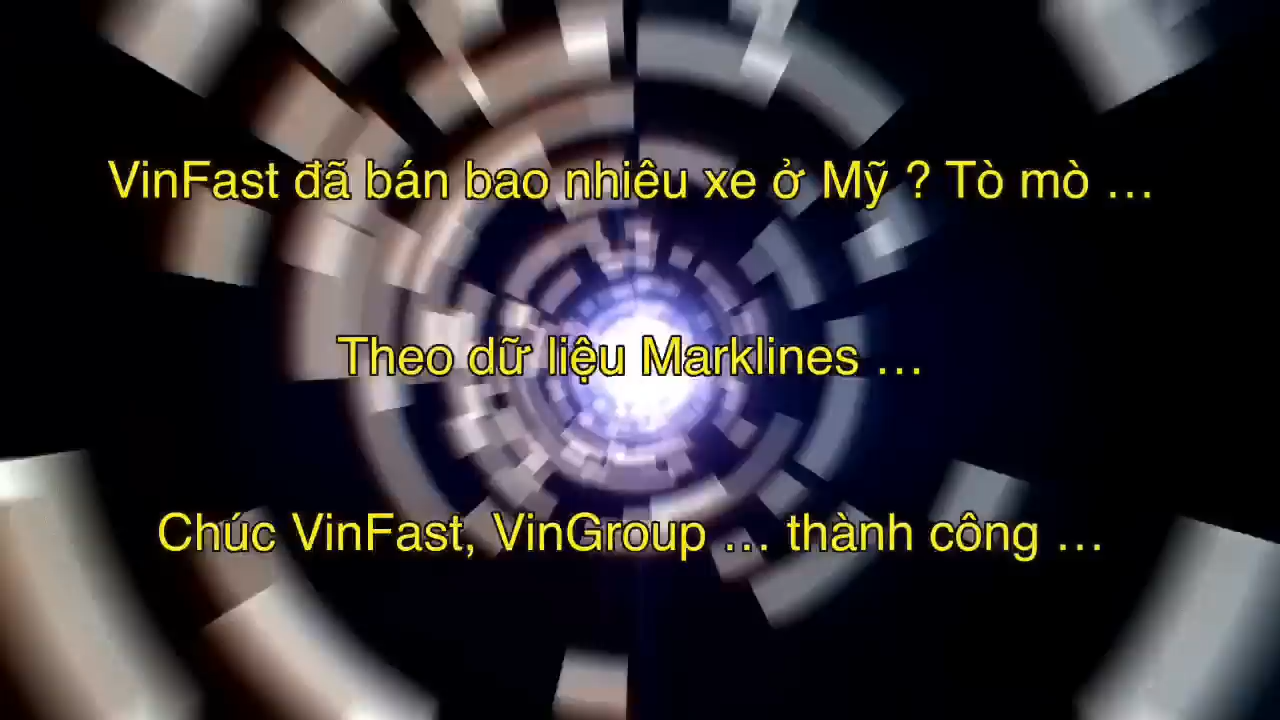 VinFast đã bán bao nhiêu xe ở Mỹ ? Tò mò …
Theo dữ liệu Marklines …
Chúc VinFast, VinGroup … thành công …